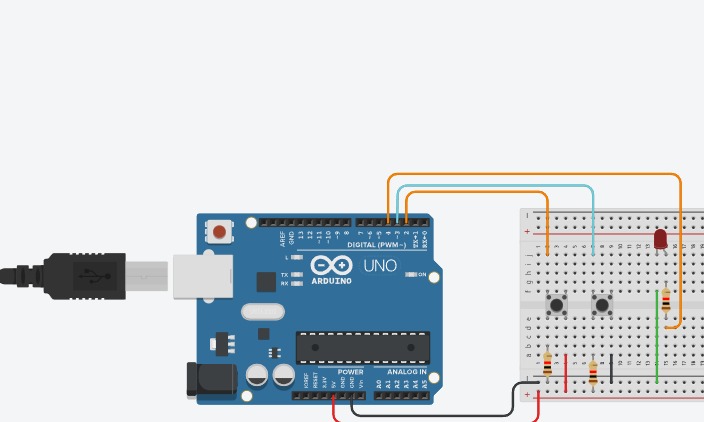 AREF
GND
13
12
~11
~10
~9
8
7
~6
~5
4
~3
2
TX→1
RX←0
DIGITAL (PWM~)
L
TX
RX
UNO
ARDUINO
ON
POWER
ANALOG IN
IOREF
RESET
3.3V
5V
GND
GND
Vin
A0
A1
A2
A3
A4
A5